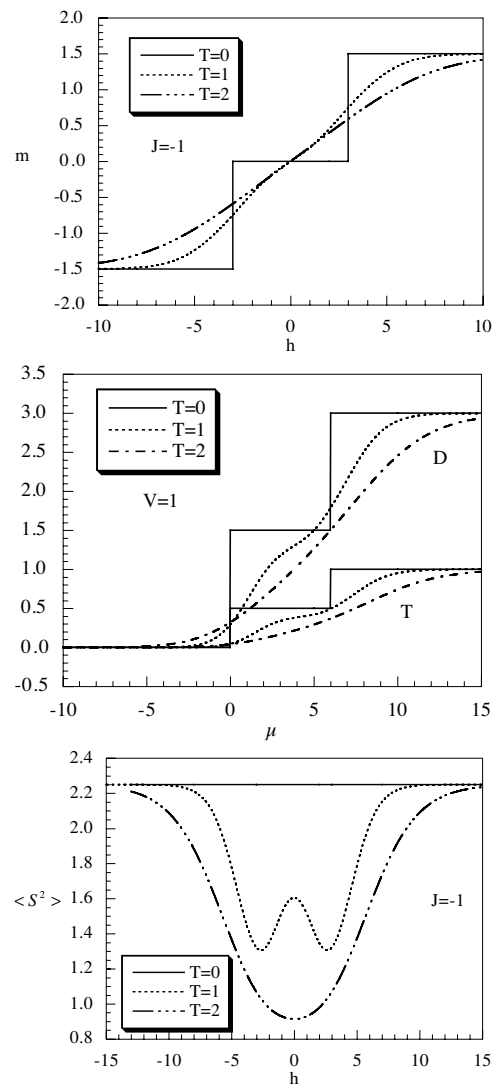 2.0
1.5
1.0
0.5
0.0
-0.5
-1.0
-1.5
-2.0
m
T=0
T=1
T=2
J=-1
-10 -5 0 5 10
h
3.5
3.0
2.5
2.0
1.5
1.0
0.5
0.0
-0.5
T=0
T=1
T=2
V=1
D
T
-10 -5 0 5 10 15
μ
2.4
2.2
2.0
1.8
1.6
1.4
1.2
1.0
0.8
<S²>
J=-1
T=0
T=1
T=2
-15 -10 -5 0 5 10 15
h